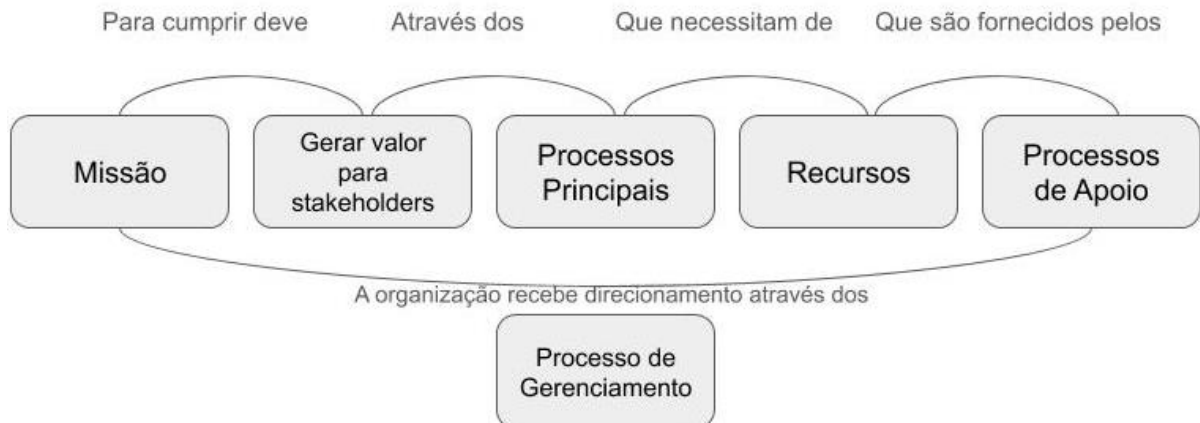 Para cumprir deve
Através dos
Que necessitam de
Que são fornecidos pelos
Missão
Gerar valor
para
stakeholders
Processos
Principais
Recursos
Processos
de Apoio
A organização recebe direcionamento através dos
Processo de
Gerenciamento